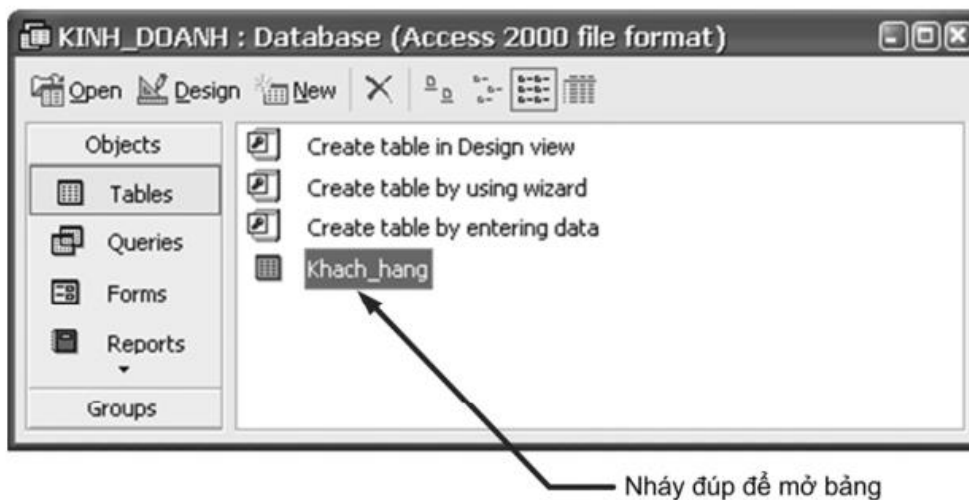 KINH_DOANH : Database (Access 2000 file format)
Open Design New
Objects
Tables
Queries
Forms
Reports
Groups
Create table in Design view
Create table by using wizard
Create table by entering data
Khach_hang
Nháy đúp để mở bảng